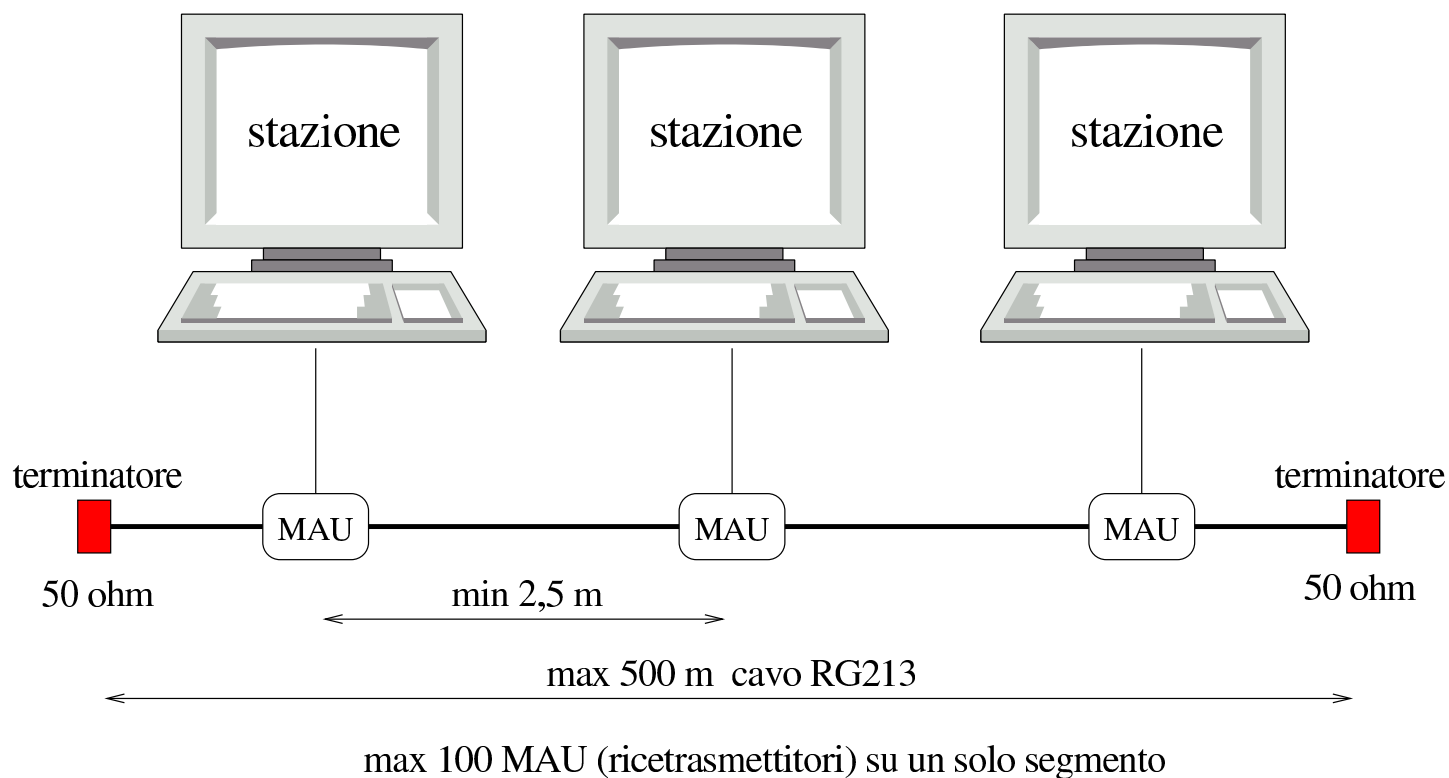 stazione
stazione
stazione
terminatore
terminatore
MAU
MAU
MAU
50 ohm
min 2,5 m
50 ohm
max 500 m cavo RG213
max 100 MAU (ricetrasmettitori) su un solo segmento